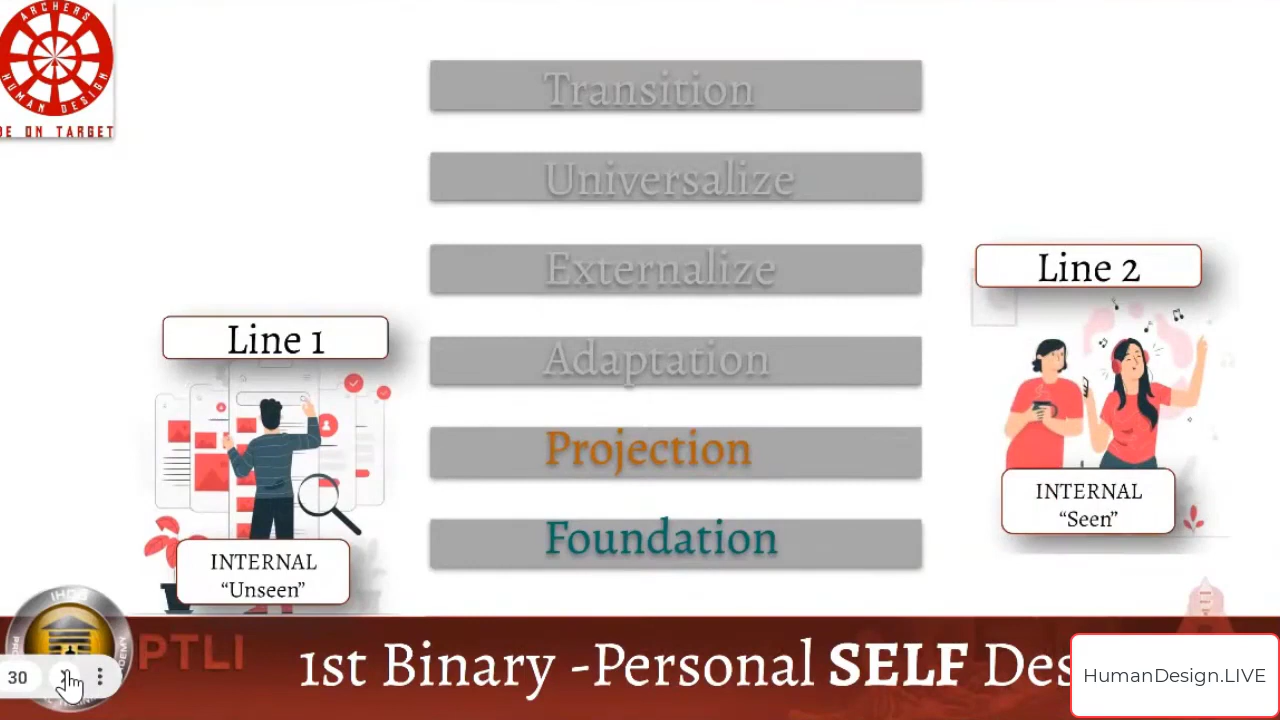 ARCHERS
HUMAN DESIGN
DE ON TARGET
Transition
Universalize
Externalize
Adaptation
Projection
Foundation
Line 1
INTERNAL
“Unseen”
Line 2
INTERNAL
“Seen”
IHDS
PTLI
30
1st Binary -Personal SELF Des
HumanDesign.LIVE